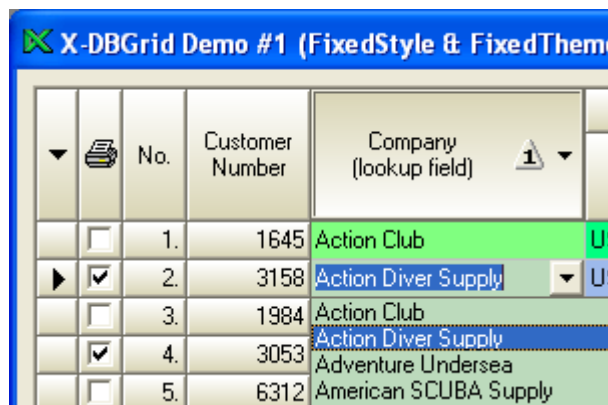 X-DBGrid Demo #1 (FixedStyle & FixedThem
No.
Customer
Number
Company
(lookup field)
1
1. 1645 Action Club U
2. 3158 Action Diver Supply U
3. 1984 Action Club
4. 3053 Action Diver Supply
Adventure Undersea
5. 6312 American SCUBA Supply